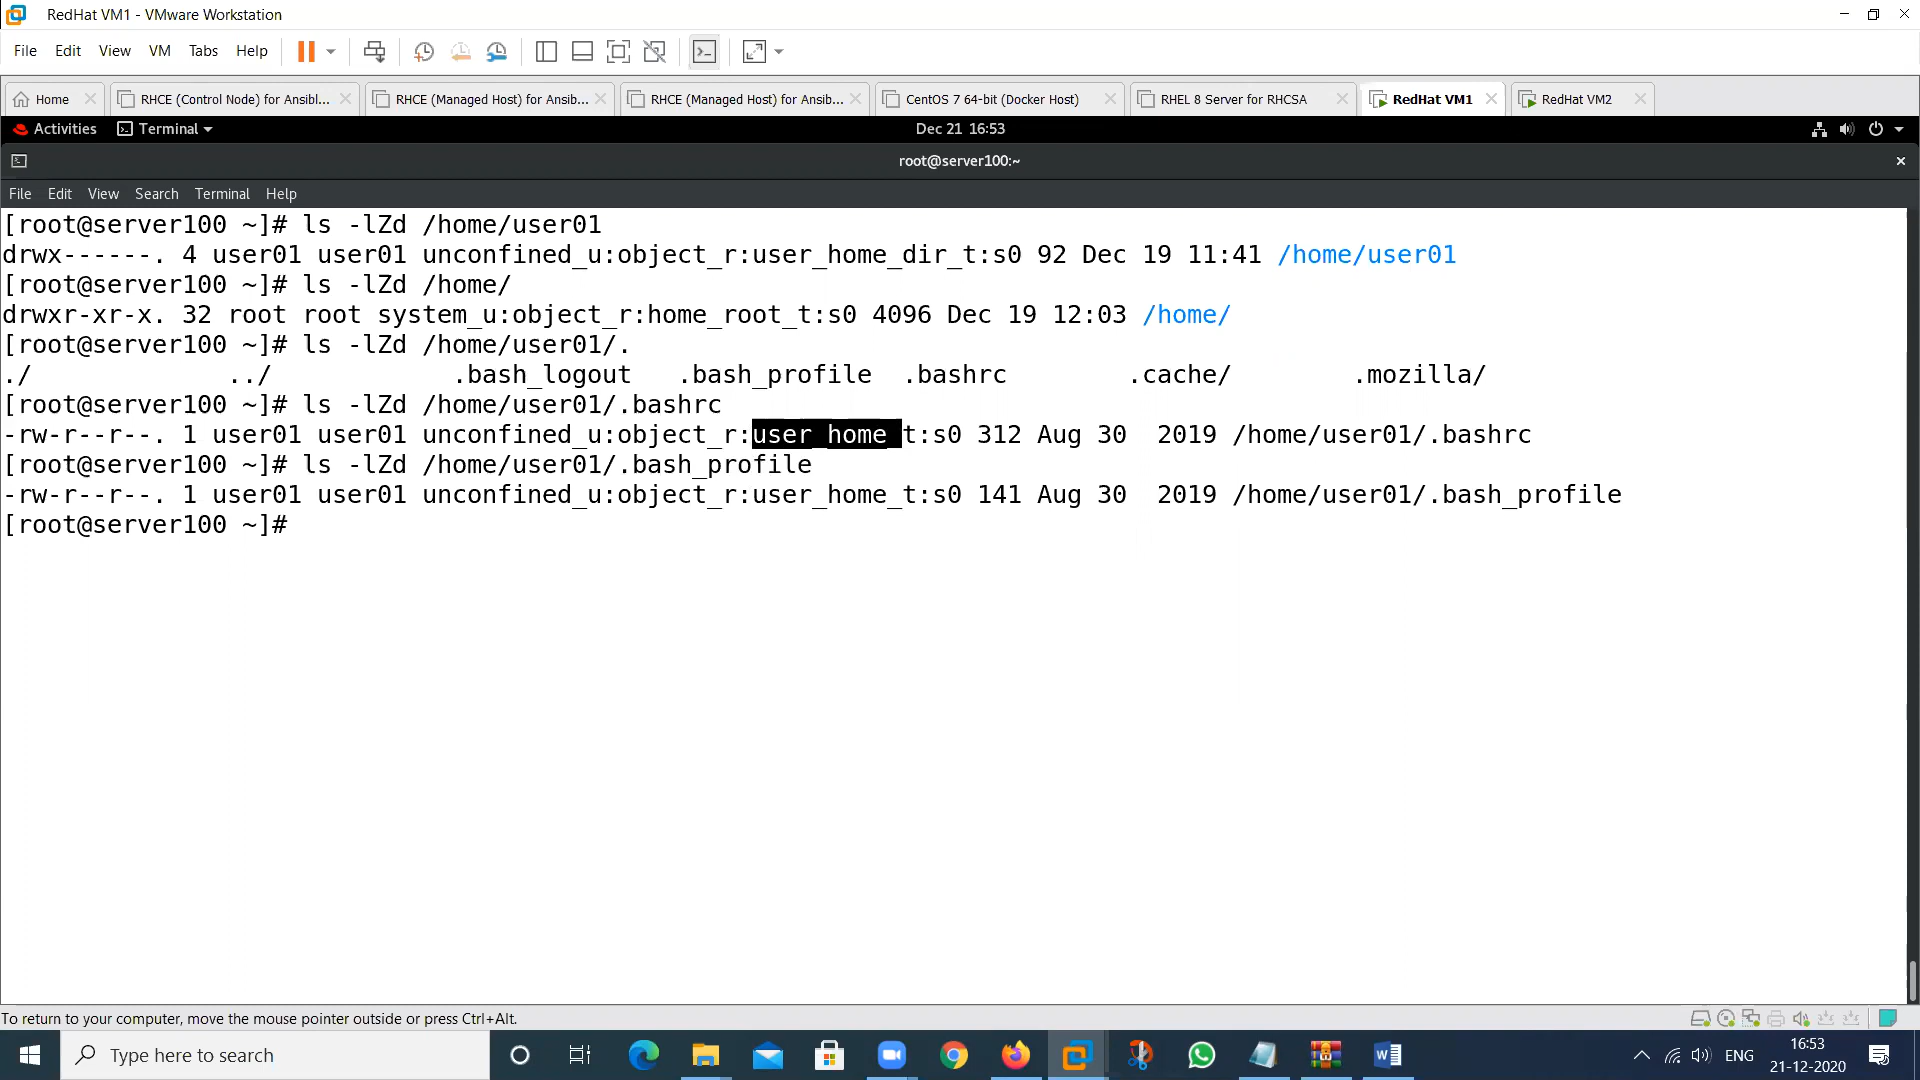 RedHat VM1 - VMware Workstation
File Edit View VM Tabs Help
Home RHCE (Control Node) for Ansibl... RHCE (Managed Host) for Ansib... RHCE (Managed Host) for Ansib... CentOS 7 64-bit (Docker Host) RHEL 8 Server for RHCSA RedHat VM1 RedHat VM2
Activities Terminal Dec 21 16:53
root@server100:~
File Edit View Search Terminal Help
[root@server100 ~]# ls -lZd /home/user01
drwx------. 4 user01 user01 unconfined_u:object_r:user_home_dir_t:s0 92 Dec 19 11:41 /home/user01
[root@server100 ~]# ls -lZd /home/
drwxr-xr-x. 32 root root system_u:object_r:home_root_t:s0 4096 Dec 19 12:03 /home/
[root@server100 ~]# ls -lZd /home/user01/.
./ ../ .bash_logout .bash_profile .bashrc .cache/ .mozilla/
[root@server100 ~]# ls -lZd /home/user01/.bashrc
-rw-r--r--. 1 user01 user01 unconfined_u:object_r:user_home_t:s0 312 Aug 30  2019 /home/user01/.bashrc
[root@server100 ~]# ls -lZd /home/user01/.bash_profile
-rw-r--r--. 1 user01 user01 unconfined_u:object_r:user_home_t:s0 141 Aug 30  2019 /home/user01/.bash_profile
[root@server100 ~]#
To return to your computer, move the mouse pointer outside or press Ctrl+Alt.
Type here to search ENG 16:53
21-12-2020